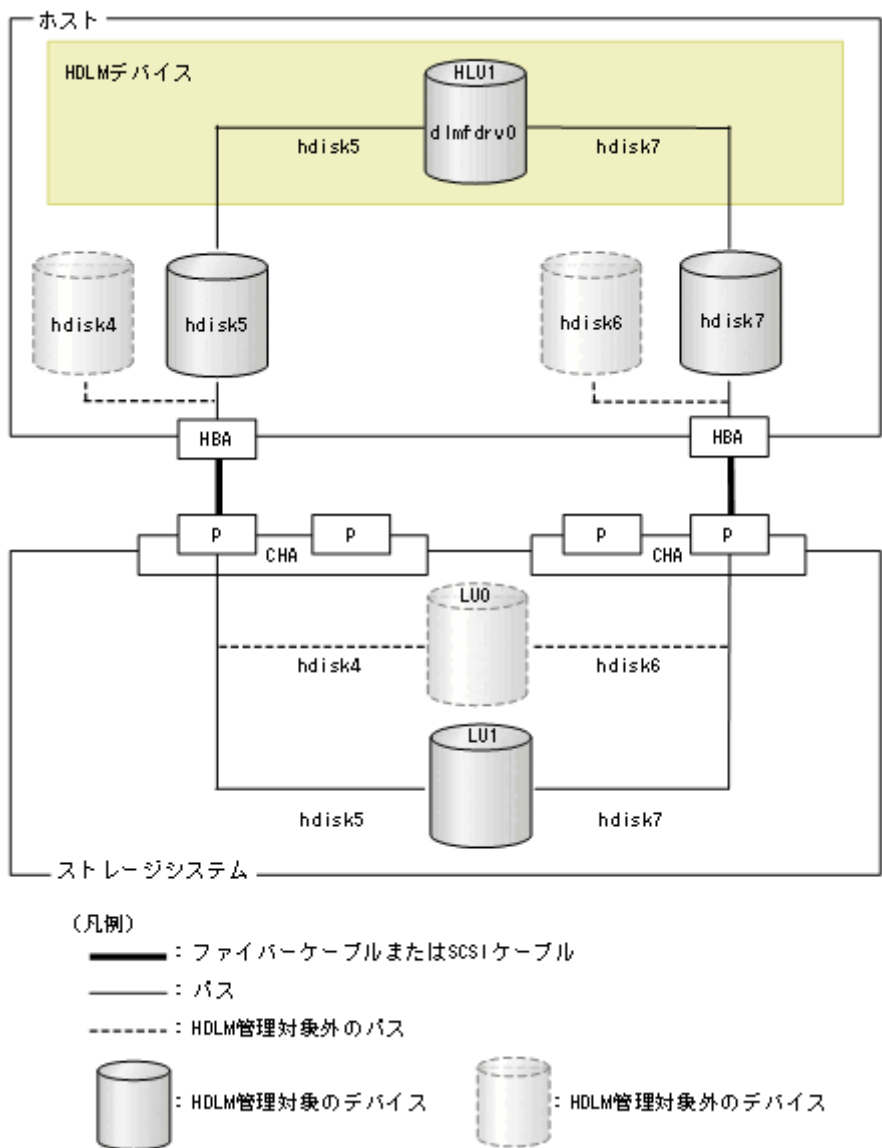 ホスト
HDLMデバイス
HLU1
dlmfdrv0
hdisk5
hdisk7
hdisk4
hdisk5
hdisk6
hdisk7
HBA
HBA
P
P
P
P
CHA
CHA
LU0
hdisk4
hdisk6
LU1
hdisk5
hdisk7
ストレージシステム
(凡例)
:ファイバーケーブルまたはSCSIケーブル
:パス
:HDLM管理対象外のパス
:HDLM管理対象のデバイス
:HDLM管理対象外のデバイス